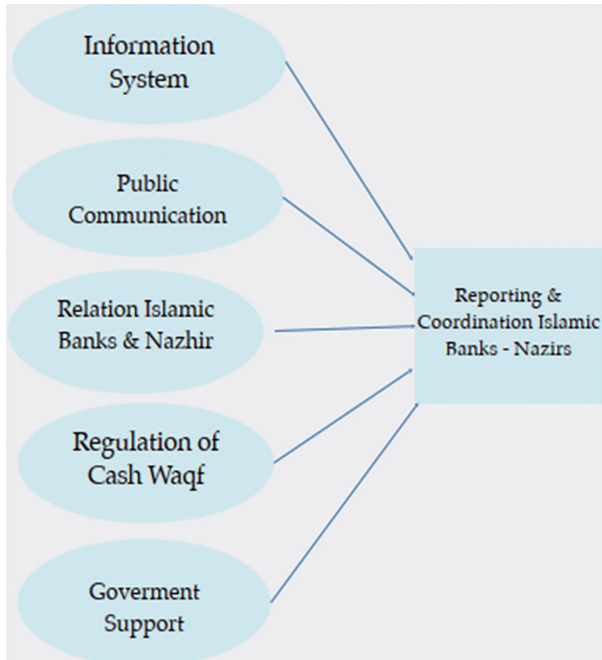 Information
System
Public
Communication
Relation Islamic
Banks & Nazhir
Reporting &
Coordination Islamic
Banks - Nazirs
Regulation of
Cash Waqf
Goverment
Support